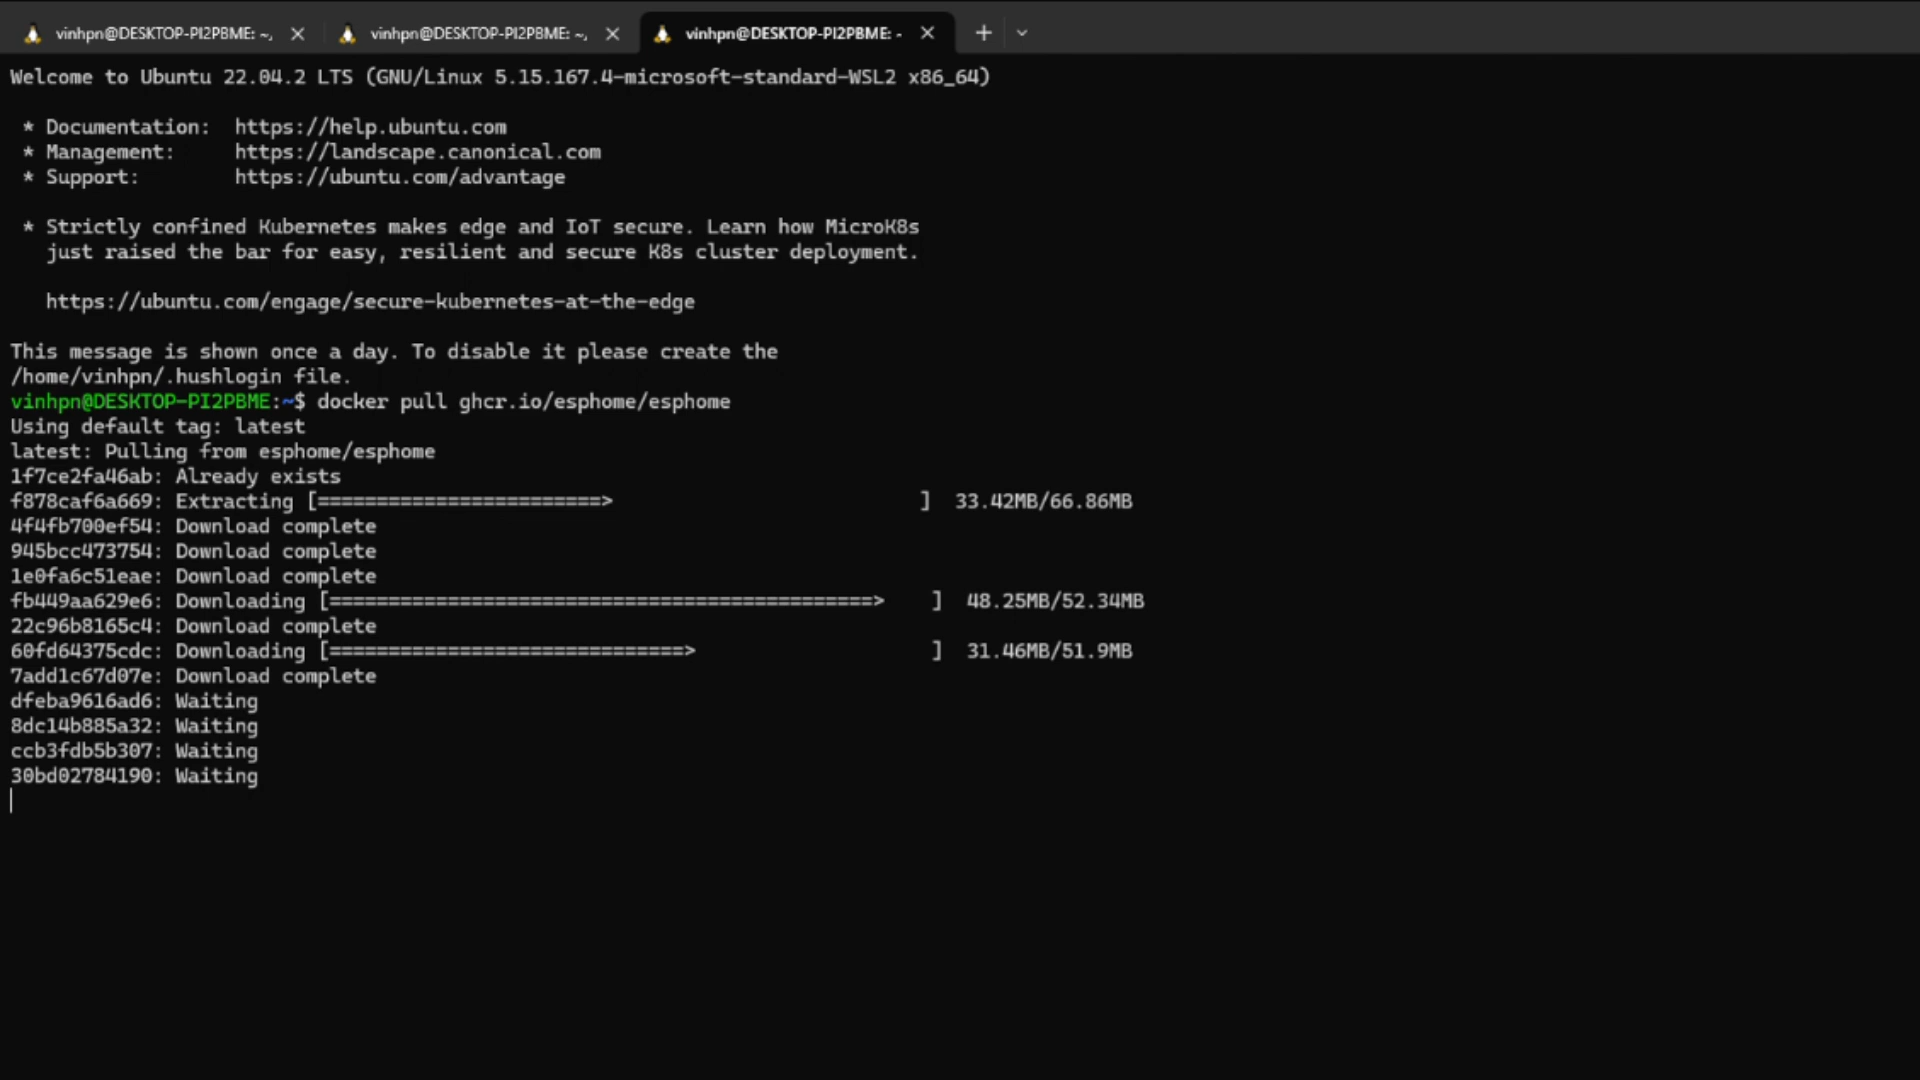 vinhpn@DESKTOP-PI2PBME: ~, vinhpn@DESKTOP-PI2PBME: ~, vinhpn@DESKTOP-PI2PBME: -
Welcome to Ubuntu 22.04.2 LTS (GNU/Linux 5.15.167.4-microsoft-standard-WSL2 x86_64)
* Documentation:  https://help.ubuntu.com
* Management:     https://landscape.canonical.com
* Support:        https://ubuntu.com/advantage
* Strictly confined Kubernetes makes edge and IoT secure. Learn how MicroK8s
just raised the bar for easy, resilient and secure K8s cluster deployment.
https://ubuntu.com/engage/secure-kubernetes-at-the-edge
This message is shown once a day. To disable it please create the
/home/vinhpn/.hushlogin file.
vinhpn@DESKTOP-PI2PBME:~$ docker pull ghcr.io/esphome/esphome
Using default tag: latest
latest: Pulling from esphome/esphome
1f7ce2fa46ab: Already exists
f878caf6a669: Extracting [========================>                          ]  33.42MB/66.86MB
4f4fb700ef54: Download complete
945bcc473754: Download complete
1e0fa6c51eae: Download complete
fb449aa629e6: Downloading [==============================================>    ]  48.25MB/52.34MB
22c96b8165c4: Download complete
60fd64375cdc: Downloading [==============================>                    ]  31.46MB/51.9MB
7add1c67d07e: Download complete
dfeba9616ad6: Waiting
8dc14b885a32: Waiting
ccb3fdb5b307: Waiting
30bd02784190: Waiting